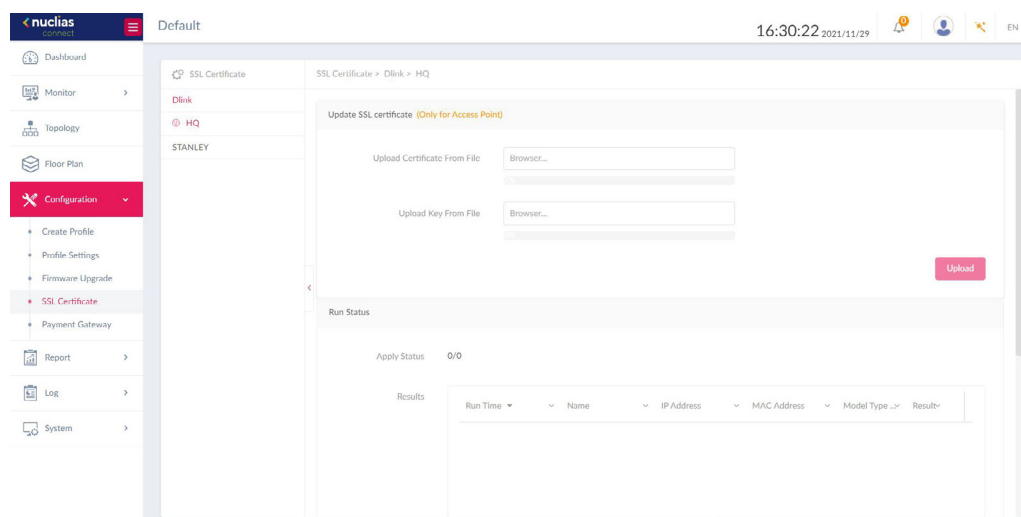 nuclias
connect
Default
16:30:22 2021/11/29
0
EN
Dashboard
Monitor
Topology
Floor Plan
Configuration
Create Profile
Profile Settings
Firmware Upgrade
SSL Certificate
Payment Gateway
Report
Log
System
SSL Certificate
Dlink
HQ
STANLEY
SSL Certificate > Dlink > HQ
Update SSL certificate (Only for Access Point)
Upload Certificate From File Browser...
Upload Key From File Browser...
Upload
Run Status
Apply Status 0/0
Results
Run Time Name IP Address MAC Address Model Type ... Result